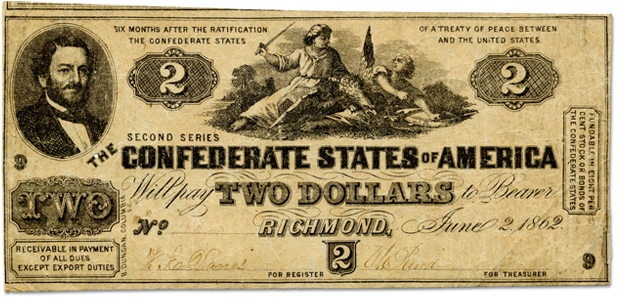 SIX MONTHS AFTER THE RATIFICATION OF A TREATY OF PEACE BETWEEN
THE CONFEDERATE STATES AND THE UNITED STATES
2 2
SECOND SERIES
THE CONFEDERATE STATES OF AMERICA
Will pay TWO DOLLARS to Bearer
RICHMOND, June 2, 1862
TWO
No
9
9
2
RECEIVABLE IN PAYMENT
OF ALL DUES
EXCEPT EXPORT DUTIES
B. DUNCAN, COLUMBIA
FUNDABLE IN EIGHT PER
CENT STOCK OR BONDS OF
THE CONFEDERATE STATES
FOR REGISTER
FOR TREASURER